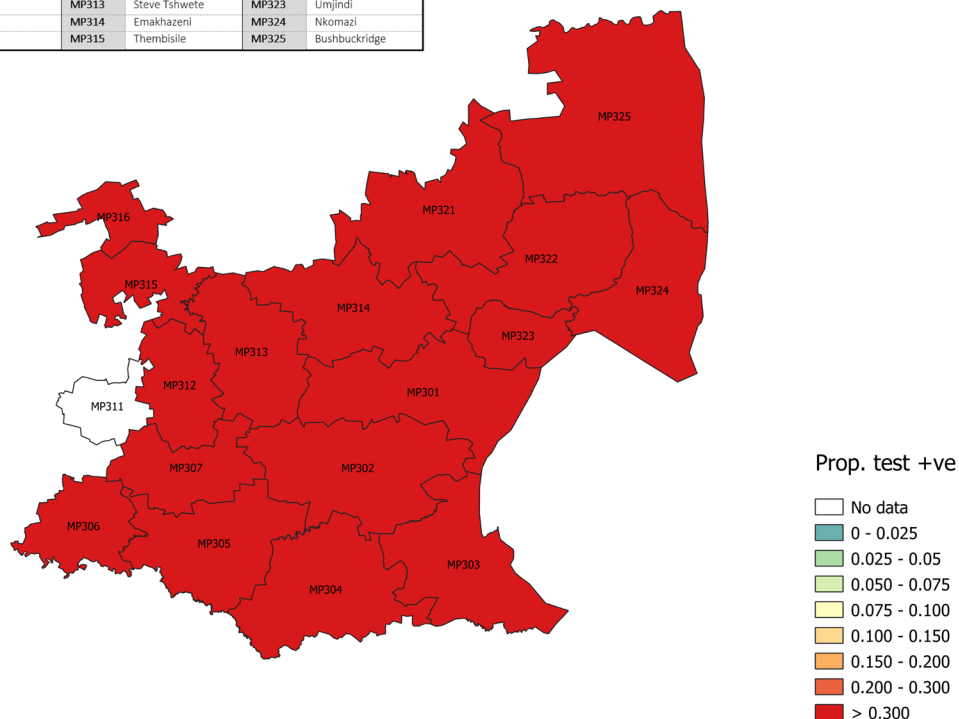 MP313 Steve Tshwete MP323 Umjindi
MP314 Emakhazeni MP324 Nkomazi
MP315 Thembisile MP325 Bushbuckridge
MP325
MP316
MP321
MP322
MP315
MP324
MP314
MP323
MP313
MP312
MP301
MP311
MP307
MP302
MP306
MP305
MP303
MP304
Prop. test +ve
No data
0 - 0.025
0.025 - 0.05
0.050 - 0.075
0.075 - 0.100
0.100 - 0.150
0.150 - 0.200
0.200 - 0.300
> 0.300